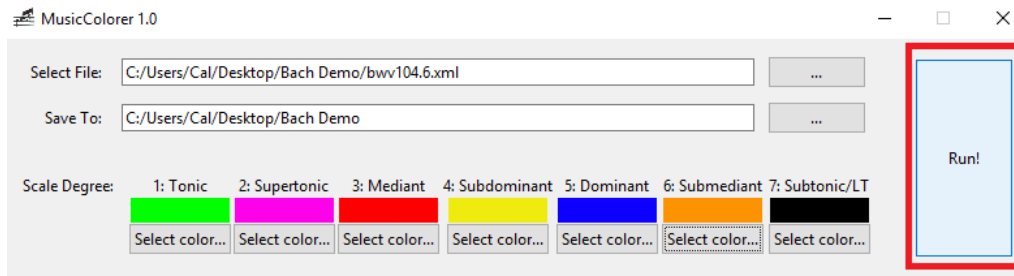 MusicColorer 1.0
Select File: C:/Users/Cal/Desktop/Bach Demo/bwv104.6.xml ...
Save To: C:/Users/Cal/Desktop/Bach Demo ...
Run!
Scale Degree: 1: Tonic 2: Supertonic 3: Mediant 4: Subdominant 5: Dominant 6: Submediant 7: Subtonic/LT
Select color... Select color... Select color... Select color... Select color... Select color... Select color...